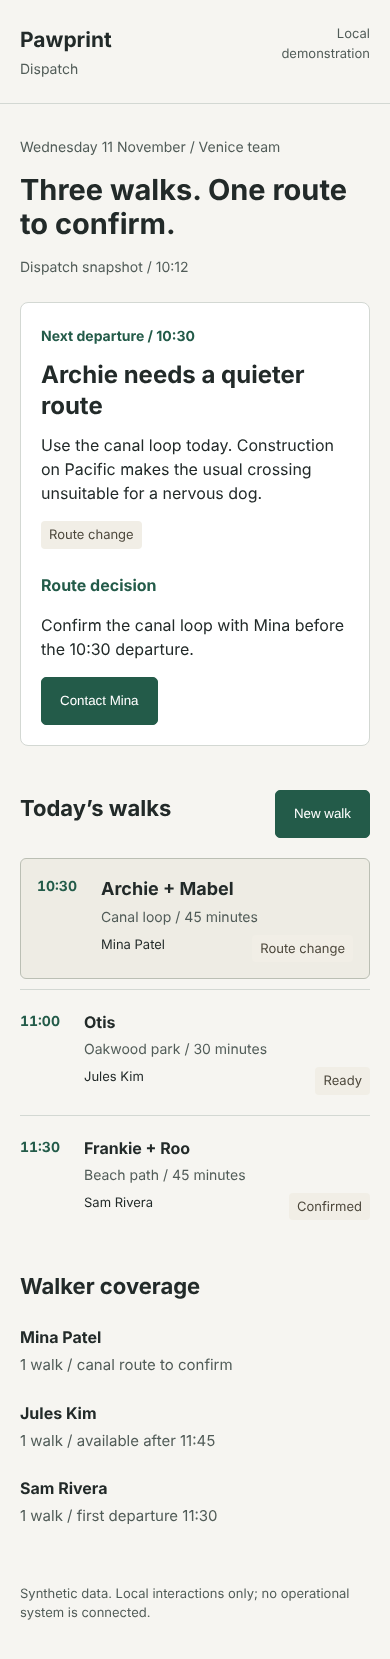 Pawprint
Dispatch
Local
demonstration
Wednesday 11 November / Venice team
Three walks. One route
to confirm.
Dispatch snapshot / 10:12
Next departure / 10:30
Archie needs a quieter
route
Use the canal loop today. Construction
on Pacific makes the usual crossing
unsuitable for a nervous dog.
Route change
Route decision
Confirm the canal loop with Mina before
the 10:30 departure.
Contact Mina
Today’s walks
New walk
10:30
Archie + Mabel
Canal loop / 45 minutes
Mina Patel
Route change
11:00
Otis
Oakwood park / 30 minutes
Jules Kim
Ready
11:30
Frankie + Roo
Beach path / 45 minutes
Sam Rivera
Confirmed
Walker coverage
Mina Patel
1 walk / canal route to confirm
Jules Kim
1 walk / available after 11:45
Sam Rivera
1 walk / first departure 11:30
Synthetic data. Local interactions only; no operational
system is connected.